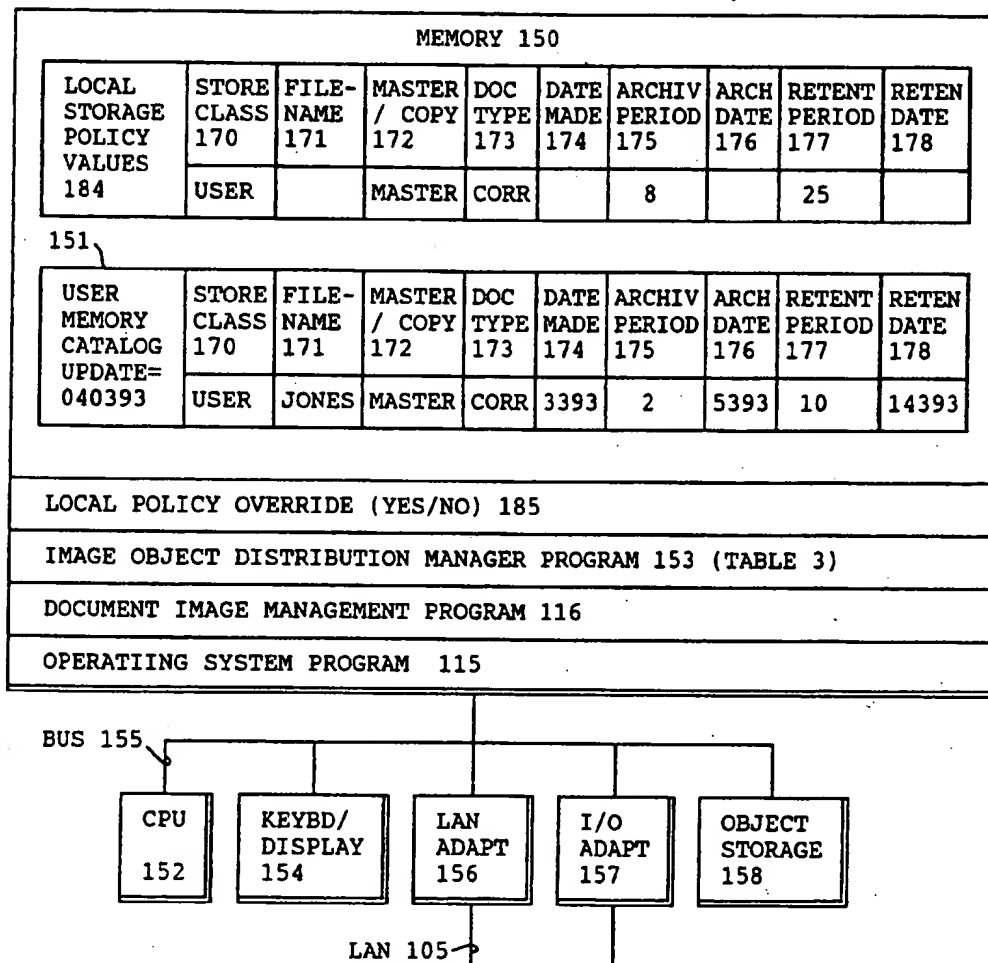 MEMORY 150
LOCAL STORAGE POLICY VALUES 184 | STORE CLASS 170 | FILE-NAME 171 | MASTER / COPY 172 | DOC TYPE 173 | DATE MADE 174 | ARCHIV PERIOD 175 | ARCH DATE 176 | RETENT PERIOD 177 | RETEN DATE 178
USER | | MASTER | CORR | | 8 | | 25 | 
151
USER MEMORY CATALOG UPDATE= 040393 | STORE CLASS 170 | FILE-NAME 171 | MASTER / COPY 172 | DOC TYPE 173 | DATE MADE 174 | ARCHIV PERIOD 175 | ARCH DATE 176 | RETENT PERIOD 177 | RETEN DATE 178
USER | JONES | MASTER | CORR | 3393 | 2 | 5393 | 10 | 14393
LOCAL POLICY OVERRIDE (YES/NO) 185
IMAGE OBJECT DISTRIBUTION MANAGER PROGRAM 153 (TABLE 3)
DOCUMENT IMAGE MANAGEMENT PROGRAM 116
OPERATIING SYSTEM PROGRAM 115
BUS 155
CPU 152
KEYBD/ DISPLAY 154
LAN ADAPT 156
I/O ADAPT 157
OBJECT STORAGE 158
LAN 105